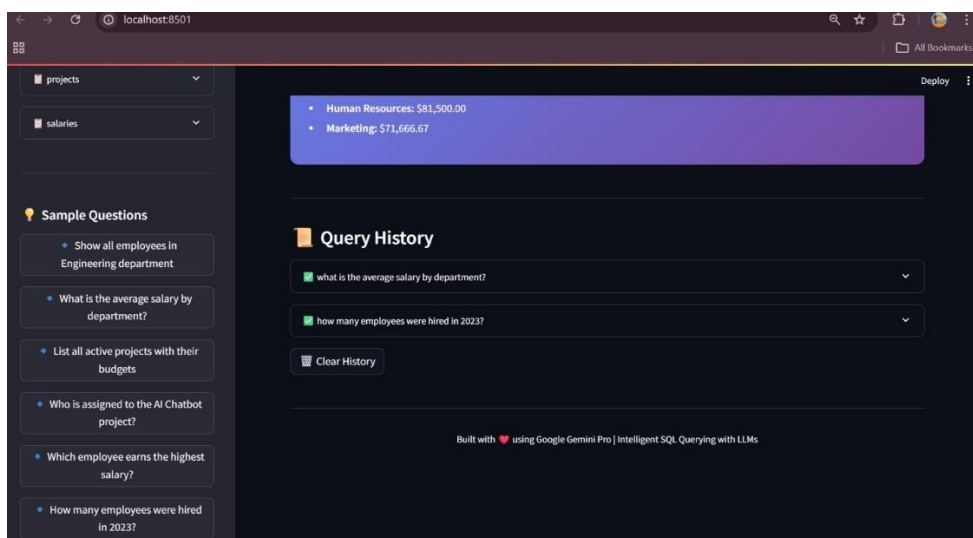 localhost:8501
All Bookmarks
projects
salaries
Sample Questions
Show all employees in
Engineering department
What is the average salary by
department?
List all active projects with their
budgets
Who is assigned to the AI Chatbot
project?
Which employee earns the highest
salary?
How many employees were hired
in 2023?
Deploy
• Human Resources: $81,500.00
• Marketing: $71,666.67
Query History
what is the average salary by department?
how many employees were hired in 2023?
Clear History
Built with ❤️ using Google Gemini Pro | Intelligent SQL Querying with LLMs